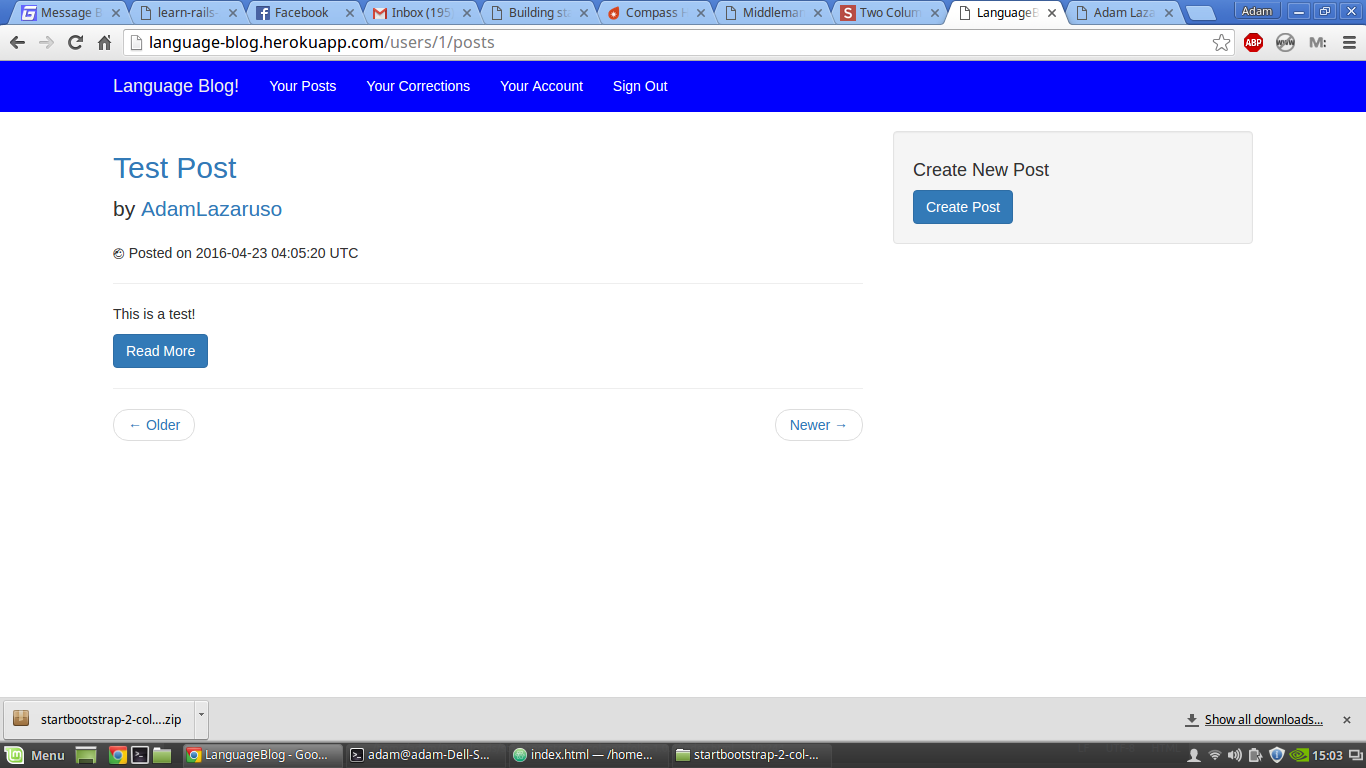 Message B learn-rails- Facebook Inbox (195 Building sta Compass H Middleman Two Colum LanguageB Adam Laza Adam
language-blog.herokuapp.com/users/1/posts ABP M:
Language Blog! Your Posts Your Corrections Your Account Sign Out
Test Post
by AdamLazaruso
Posted on 2016-04-23 04:05:20 UTC
This is a test!
Read More
← Older Newer →
Create New Post
Create Post
startbootstrap-2-col....zip Show all downloads...
Menu LanguageBlog - Goo... adam@adam-Dell-S... index.html — /home... startbootstrap-2-col-... 15:03